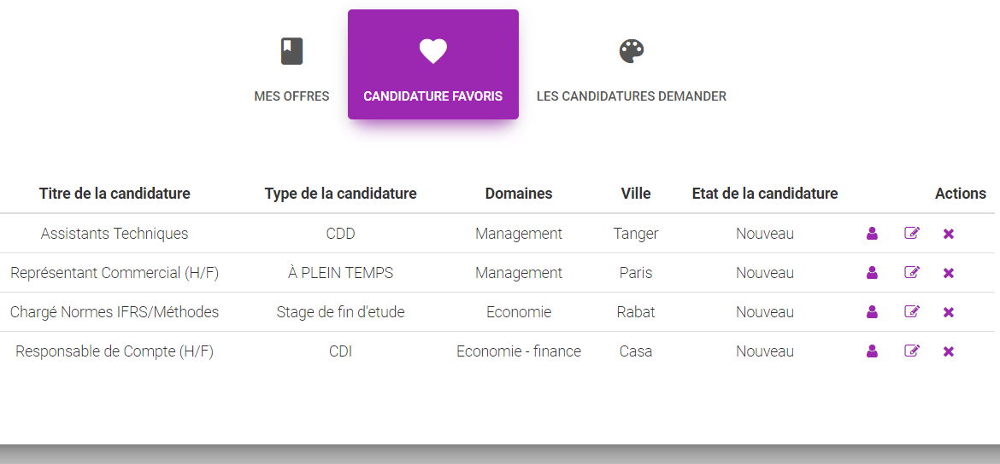 MES OFFRES CANDIDATURE FAVORIS LES CANDIDATURES DEMANDER
Titre de la candidature Type de la candidature Domaines Ville Etat de la candidature Actions
Assistants Techniques CDD Management Tanger Nouveau
Représentant Commercial (H/F) À PLEIN TEMPS Management Paris Nouveau
Chargé Normes IFRS/Méthodes Stage de fin d'etude Economie Rabat Nouveau
Responsable de Compte (H/F) CDI Economie - finance Casa Nouveau